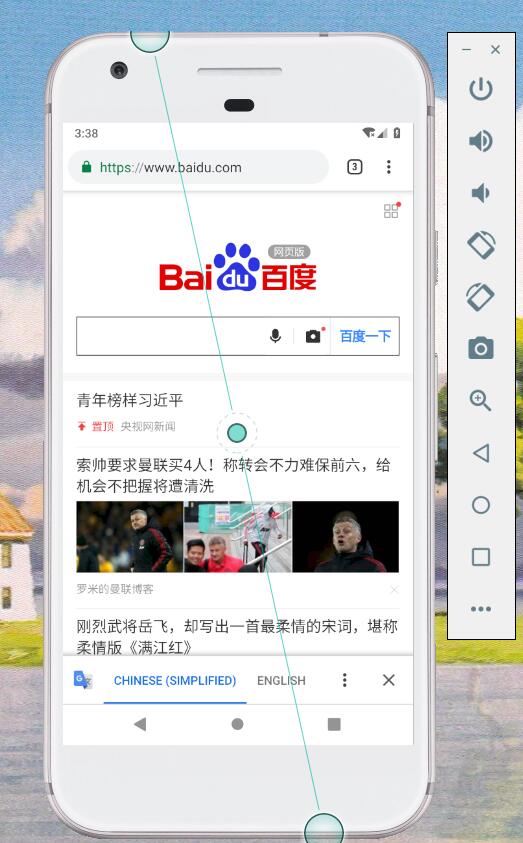 3:38
https://www.baidu.com
3
网页版
Bai du 百度
百度一下
青年榜样习近平
置顶 央视网新闻
索帅要求曼联买4人！称转会不力难保前六，给
机会不把握将遭清洗
罗米的曼联博客
刚烈武将岳飞，却写出一首最柔情的宋词，堪称
柔情版《满江红》
G CHINESE (SIMPLIFIED) ENGLISH